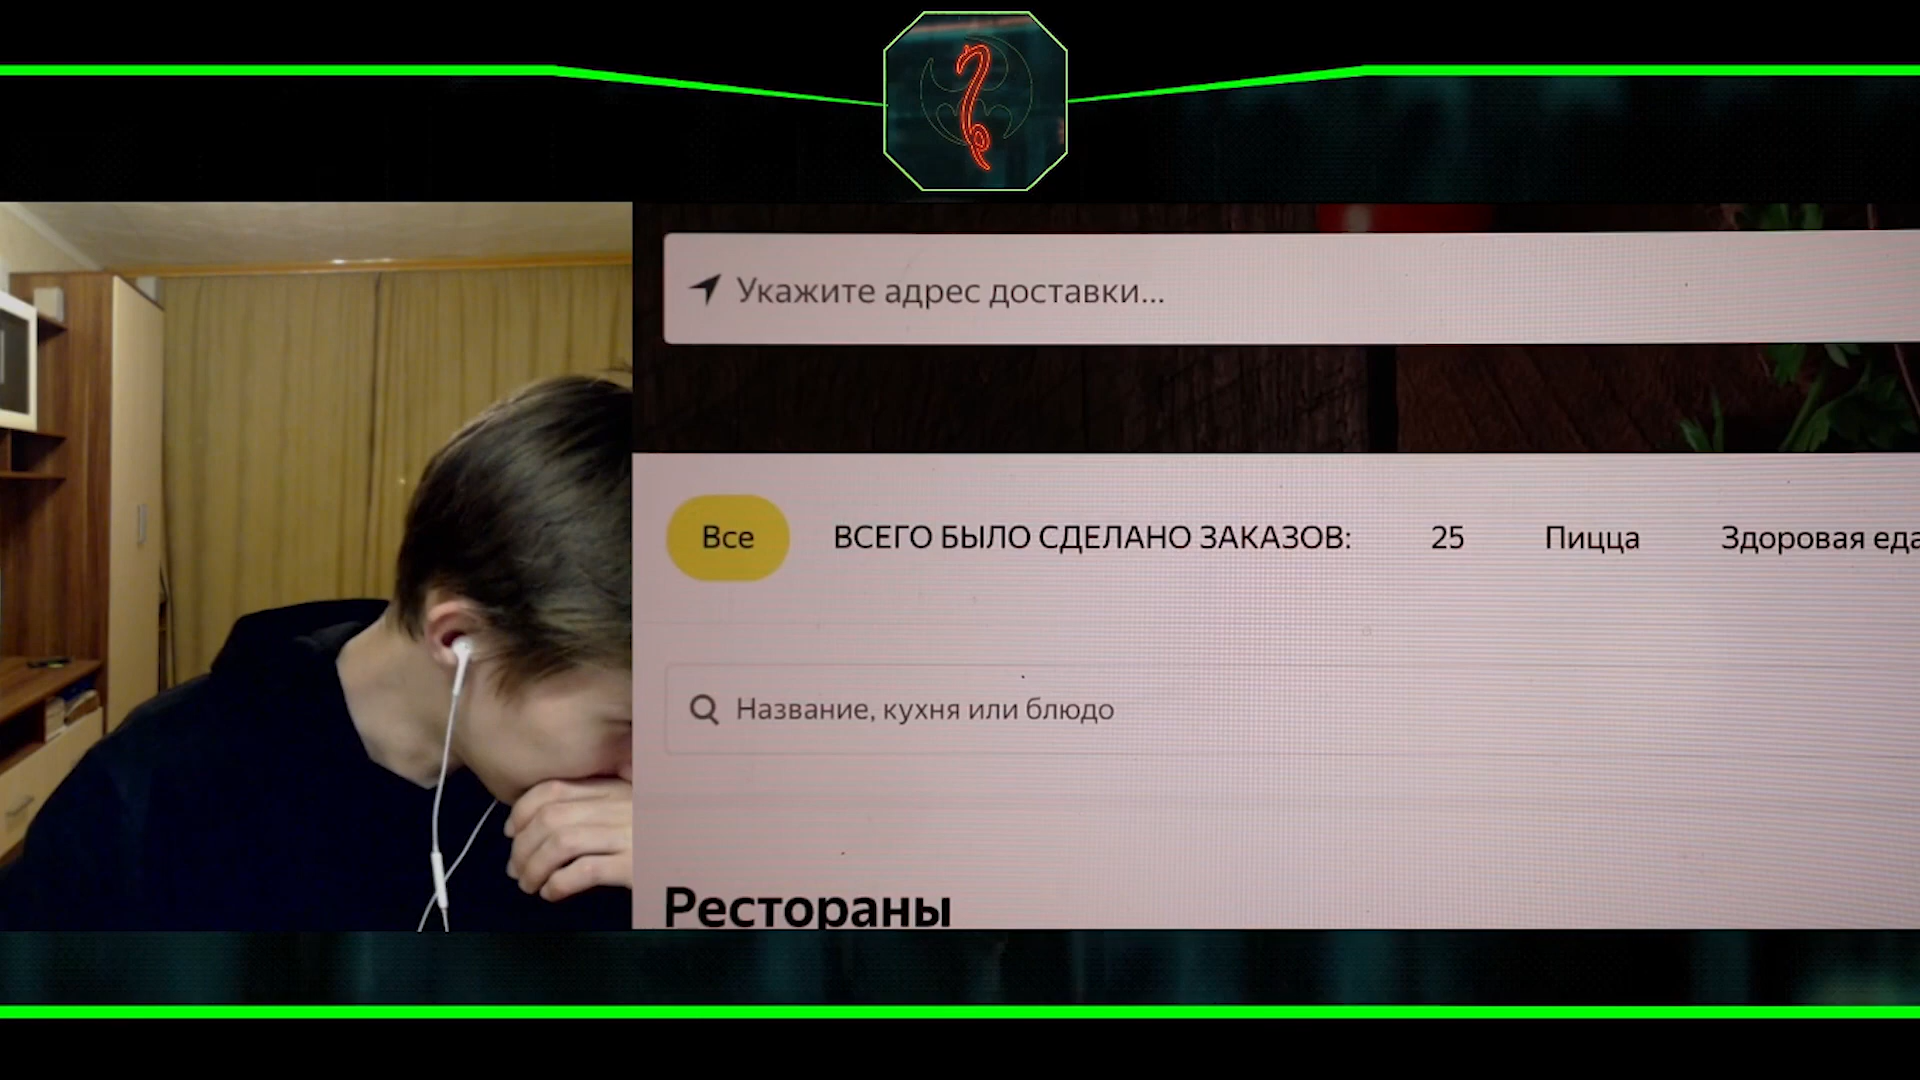 Укажите адрес доставки...
Все ВСЕГО БЫЛО СДЕЛАНО ЗАКАЗОВ: 25 Пицца Здоровая еда
Название, кухня или блюдо
Рестораны